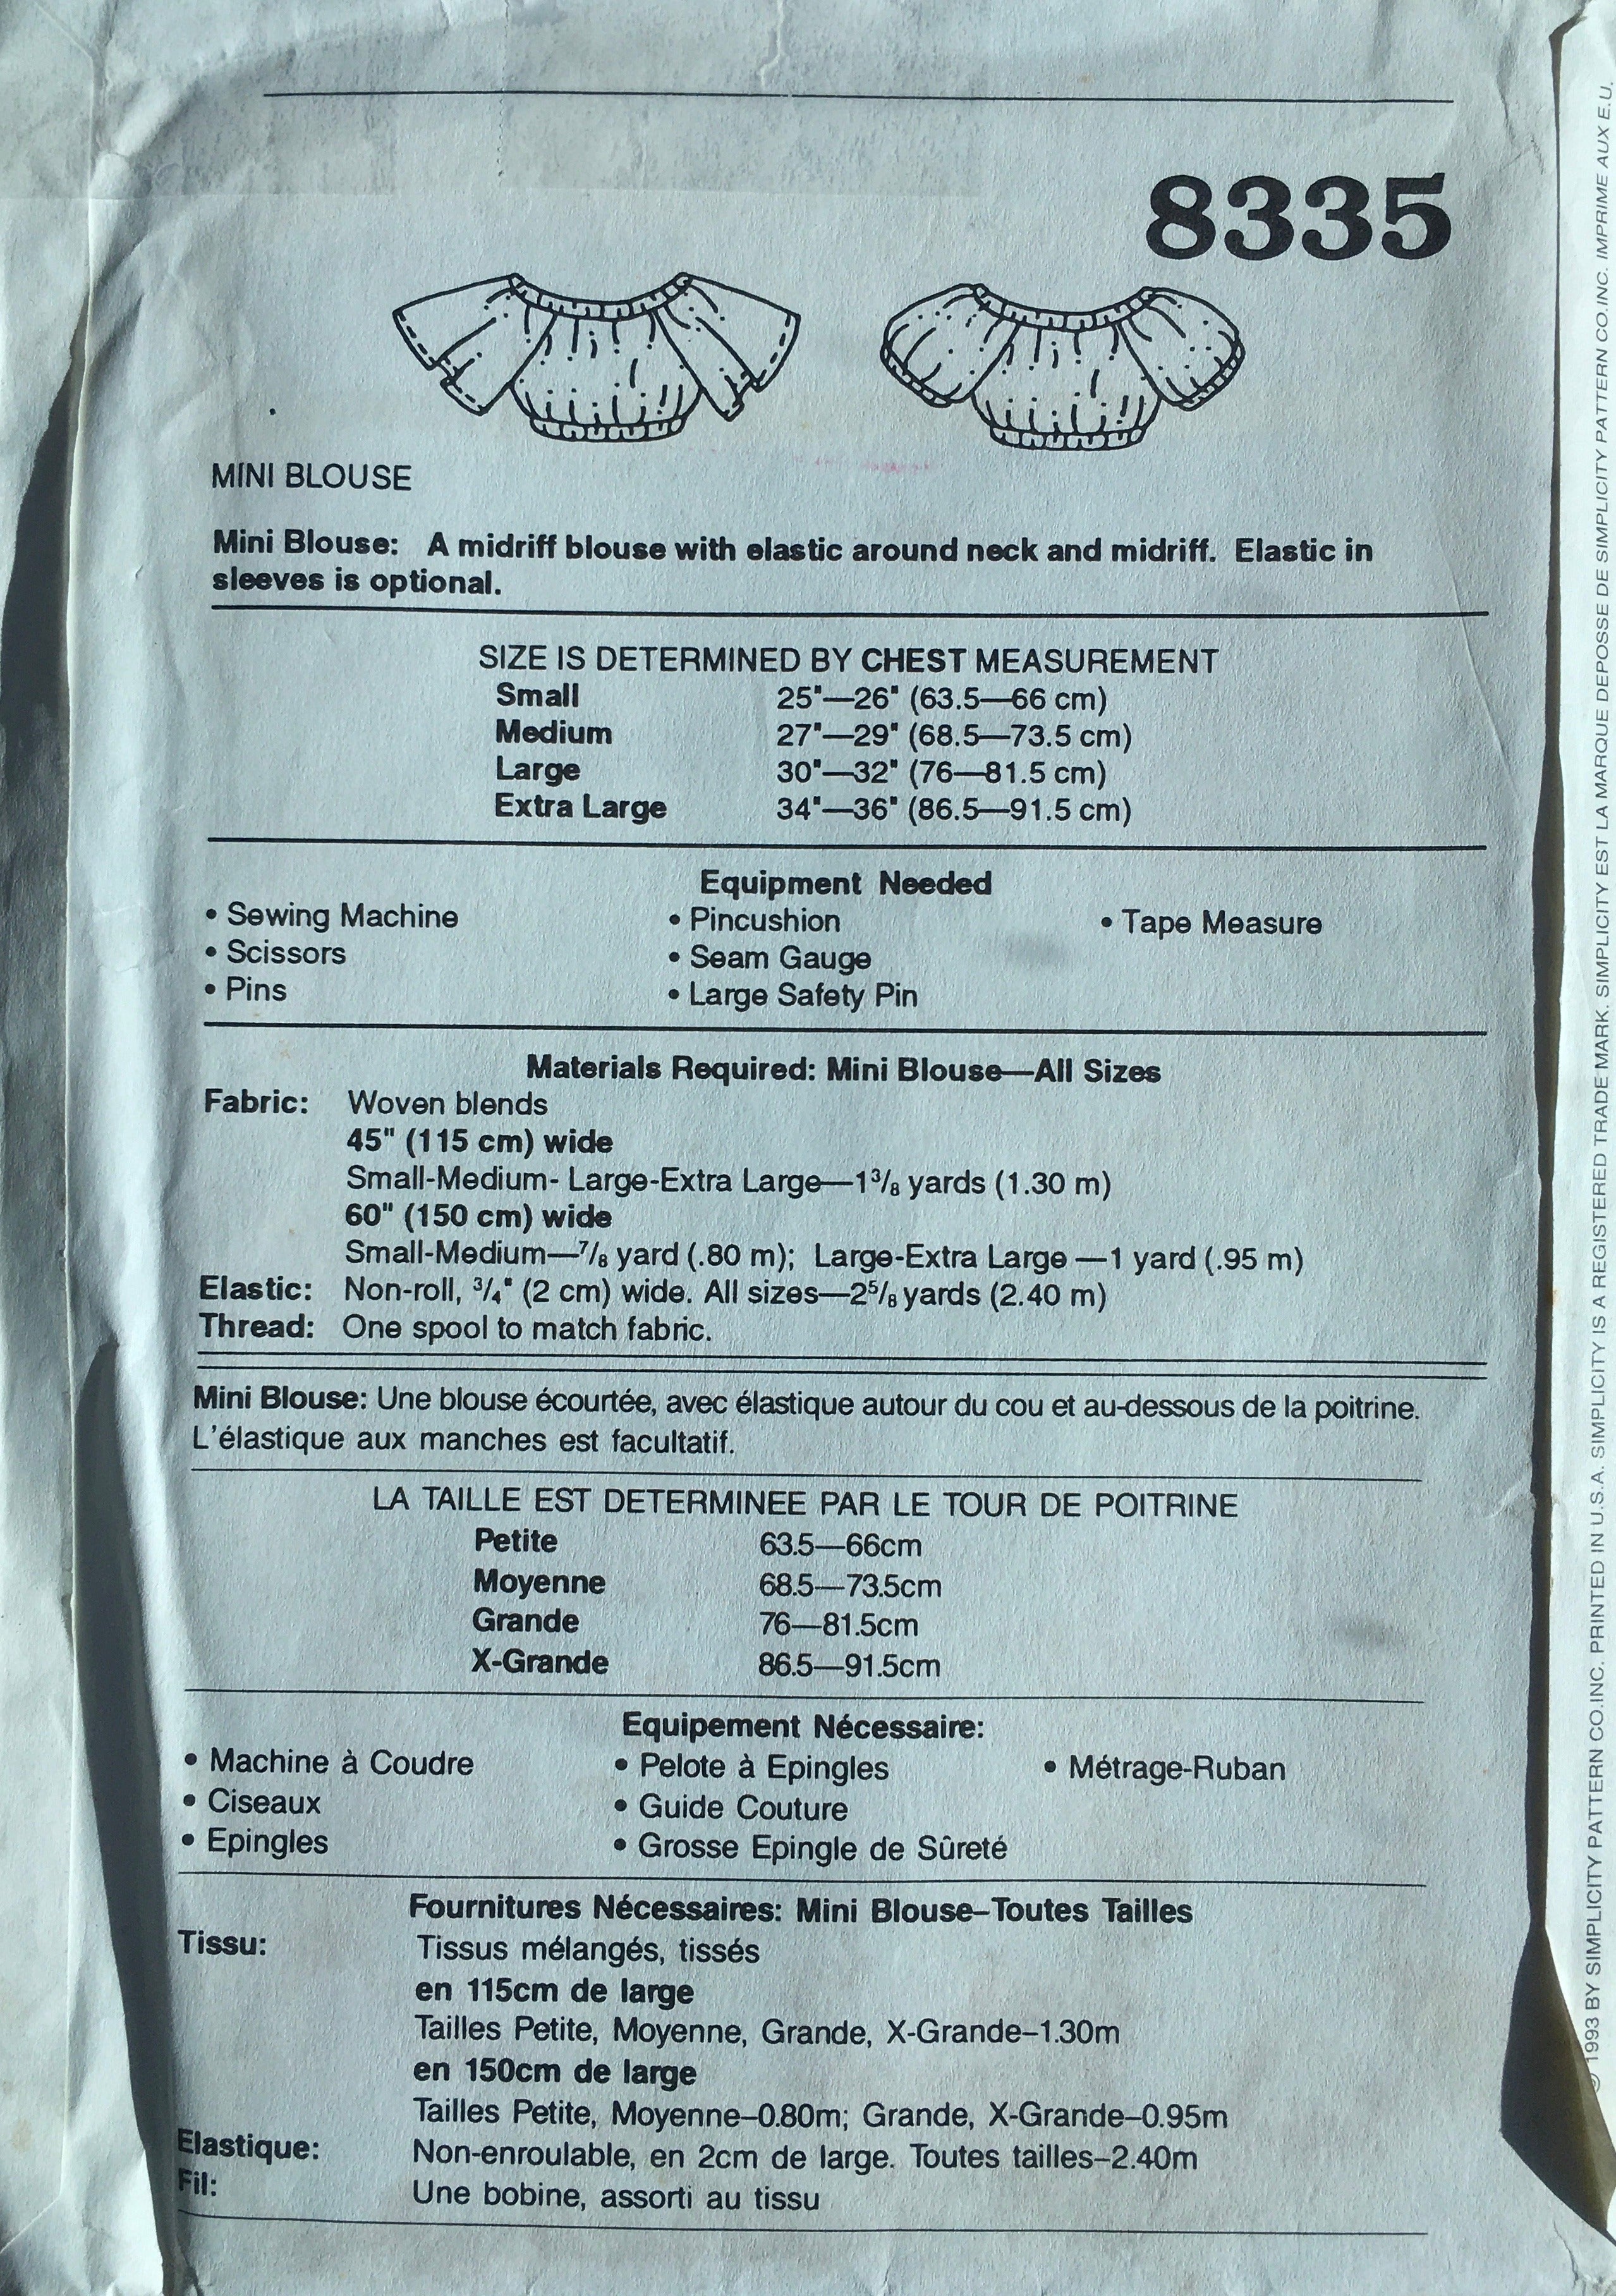 8335
MINI BLOUSE
Mini Blouse: A midriff blouse with elastic around neck and midriff. Elastic in
sleeves is optional.
SIZE IS DETERMINED BY CHEST MEASUREMENT
Small 25"—26" (63.5—66 cm)
Medium 27"—29" (68.5—73.5 cm)
Large 30"—32" (76—81.5 cm)
Extra Large 34"—36" (86.5—91.5 cm)
Equipment Needed
• Sewing Machine • Pincushion • Tape Measure
• Scissors • Seam Gauge
• Pins • Large Safety Pin
Materials Required: Mini Blouse—All Sizes
Fabric: Woven blends
45" (115 cm) wide
Small-Medium- Large-Extra Large—1 3/8 yards (1.30 m)
60" (150 cm) wide
Small-Medium—7/8 yard (.80 m); Large-Extra Large —1 yard (.95 m)
Elastic: Non-roll, 3/4" (2 cm) wide. All sizes—2 5/8 yards (2.40 m)
Thread: One spool to match fabric.
Mini Blouse: Une blouse écourtée, avec élastique autour du cou et au-dessous de la poitrine.
L'élastique aux manches est facultatif.
LA TAILLE EST DETERMINEE PAR LE TOUR DE POITRINE
Petite 63.5—66cm
Moyenne 68.5—73.5cm
Grande 76—81.5cm
X-Grande 86.5—91.5cm
Equipement Nécessaire:
• Machine à Coudre • Pelote à Epingles • Métrage-Ruban
• Ciseaux • Guide Couture
• Epingles • Grosse Epingle de Sûreté
Fournitures Nécessaires: Mini Blouse–Toutes Tailles
Tissu: Tissus mélangés, tissés
en 115cm de large
Tailles Petite, Moyenne, Grande, X-Grande–1.30m
en 150cm de large
Tailles Petite, Moyenne–0.80m; Grande, X-Grande–0.95m
Elastique: Non-enroulable, en 2cm de large. Toutes tailles–2.40m
Fil: Une bobine, assorti au tissu
© 1993 BY SIMPLICITY PATTERN CO.INC. PRINTED IN U.S.A. SIMPLICITY IS A REGISTERED TRADE MARK. SIMPLICITY EST LA MARQUE DEPOSSE DE SIMPLICITY PATTERN CO.INC. IMPRIME AUX E.U.